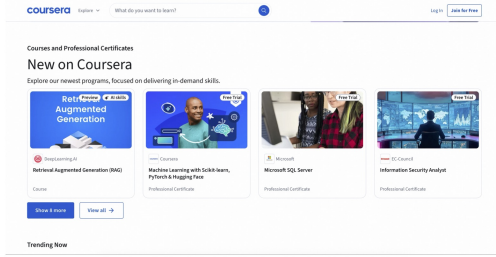 coursera
Explore
What do you want to learn?
Log In
Join for Free
Courses and Professional Certificates
New on Coursera
Explore our newest programs, focused on delivering in-demand skills.
Preview
AI skills
Augmented
Generation
Free Trial
Free Trial
Free Trial
DeepLearning.AI
Coursera
Microsoft
EC-Council
Retrieval Augmented Generation (RAG)
Machine Learning with Scikit-learn,
PyTorch & Hugging Face
Microsoft SQL Server
Information Security Analyst
Course
Professional Certificate
Professional Certificate
Professional Certificate
Show 8 more
View all →
Trending Now